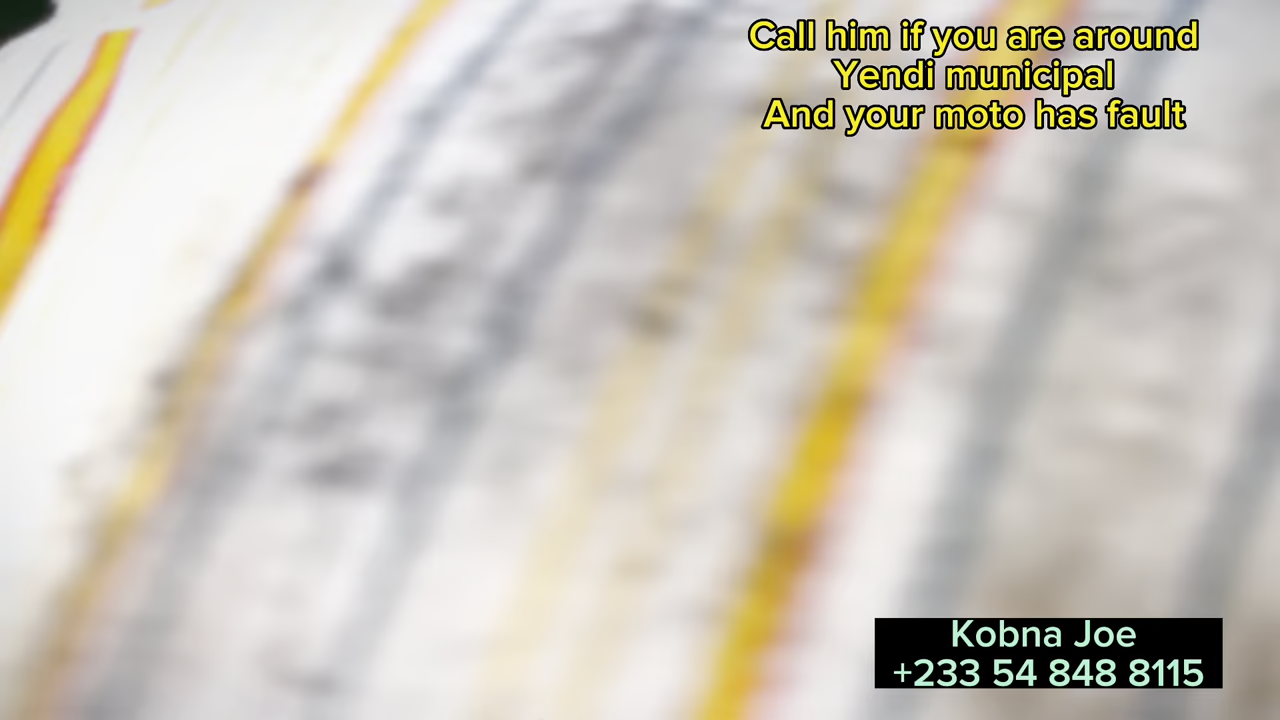 Call him if you are around
Yendi municipal
And your moto has fault
Kobna Joe
+233 54 848 8115